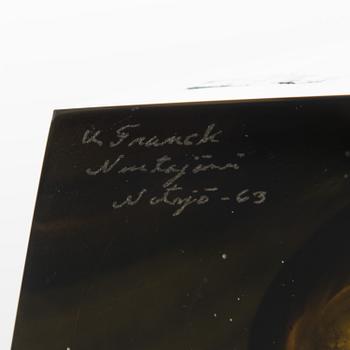 K Franck
Nuutajärvi
Notsjö -63